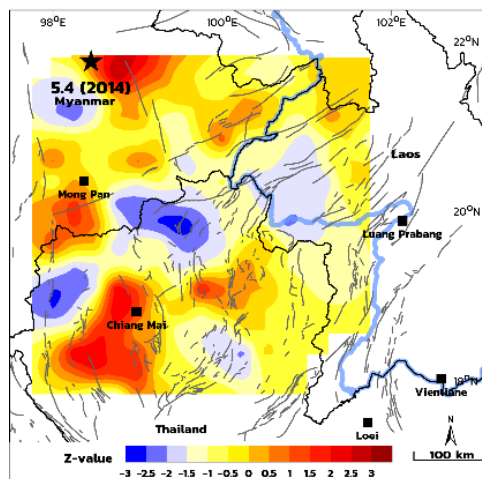 98°E 100°E 102°E
22°N
5.4 (2014)
Myanmar
Laos
Mong Pan
20°N
Luang Prabang
Chiang Mai
18°N
Vientiane
Thailand
Loei
N
Z-value
-3 -2.5 -2 -1.5 -1 -0.5 0 0.5 1 1.5 2 2.5 3
100 km